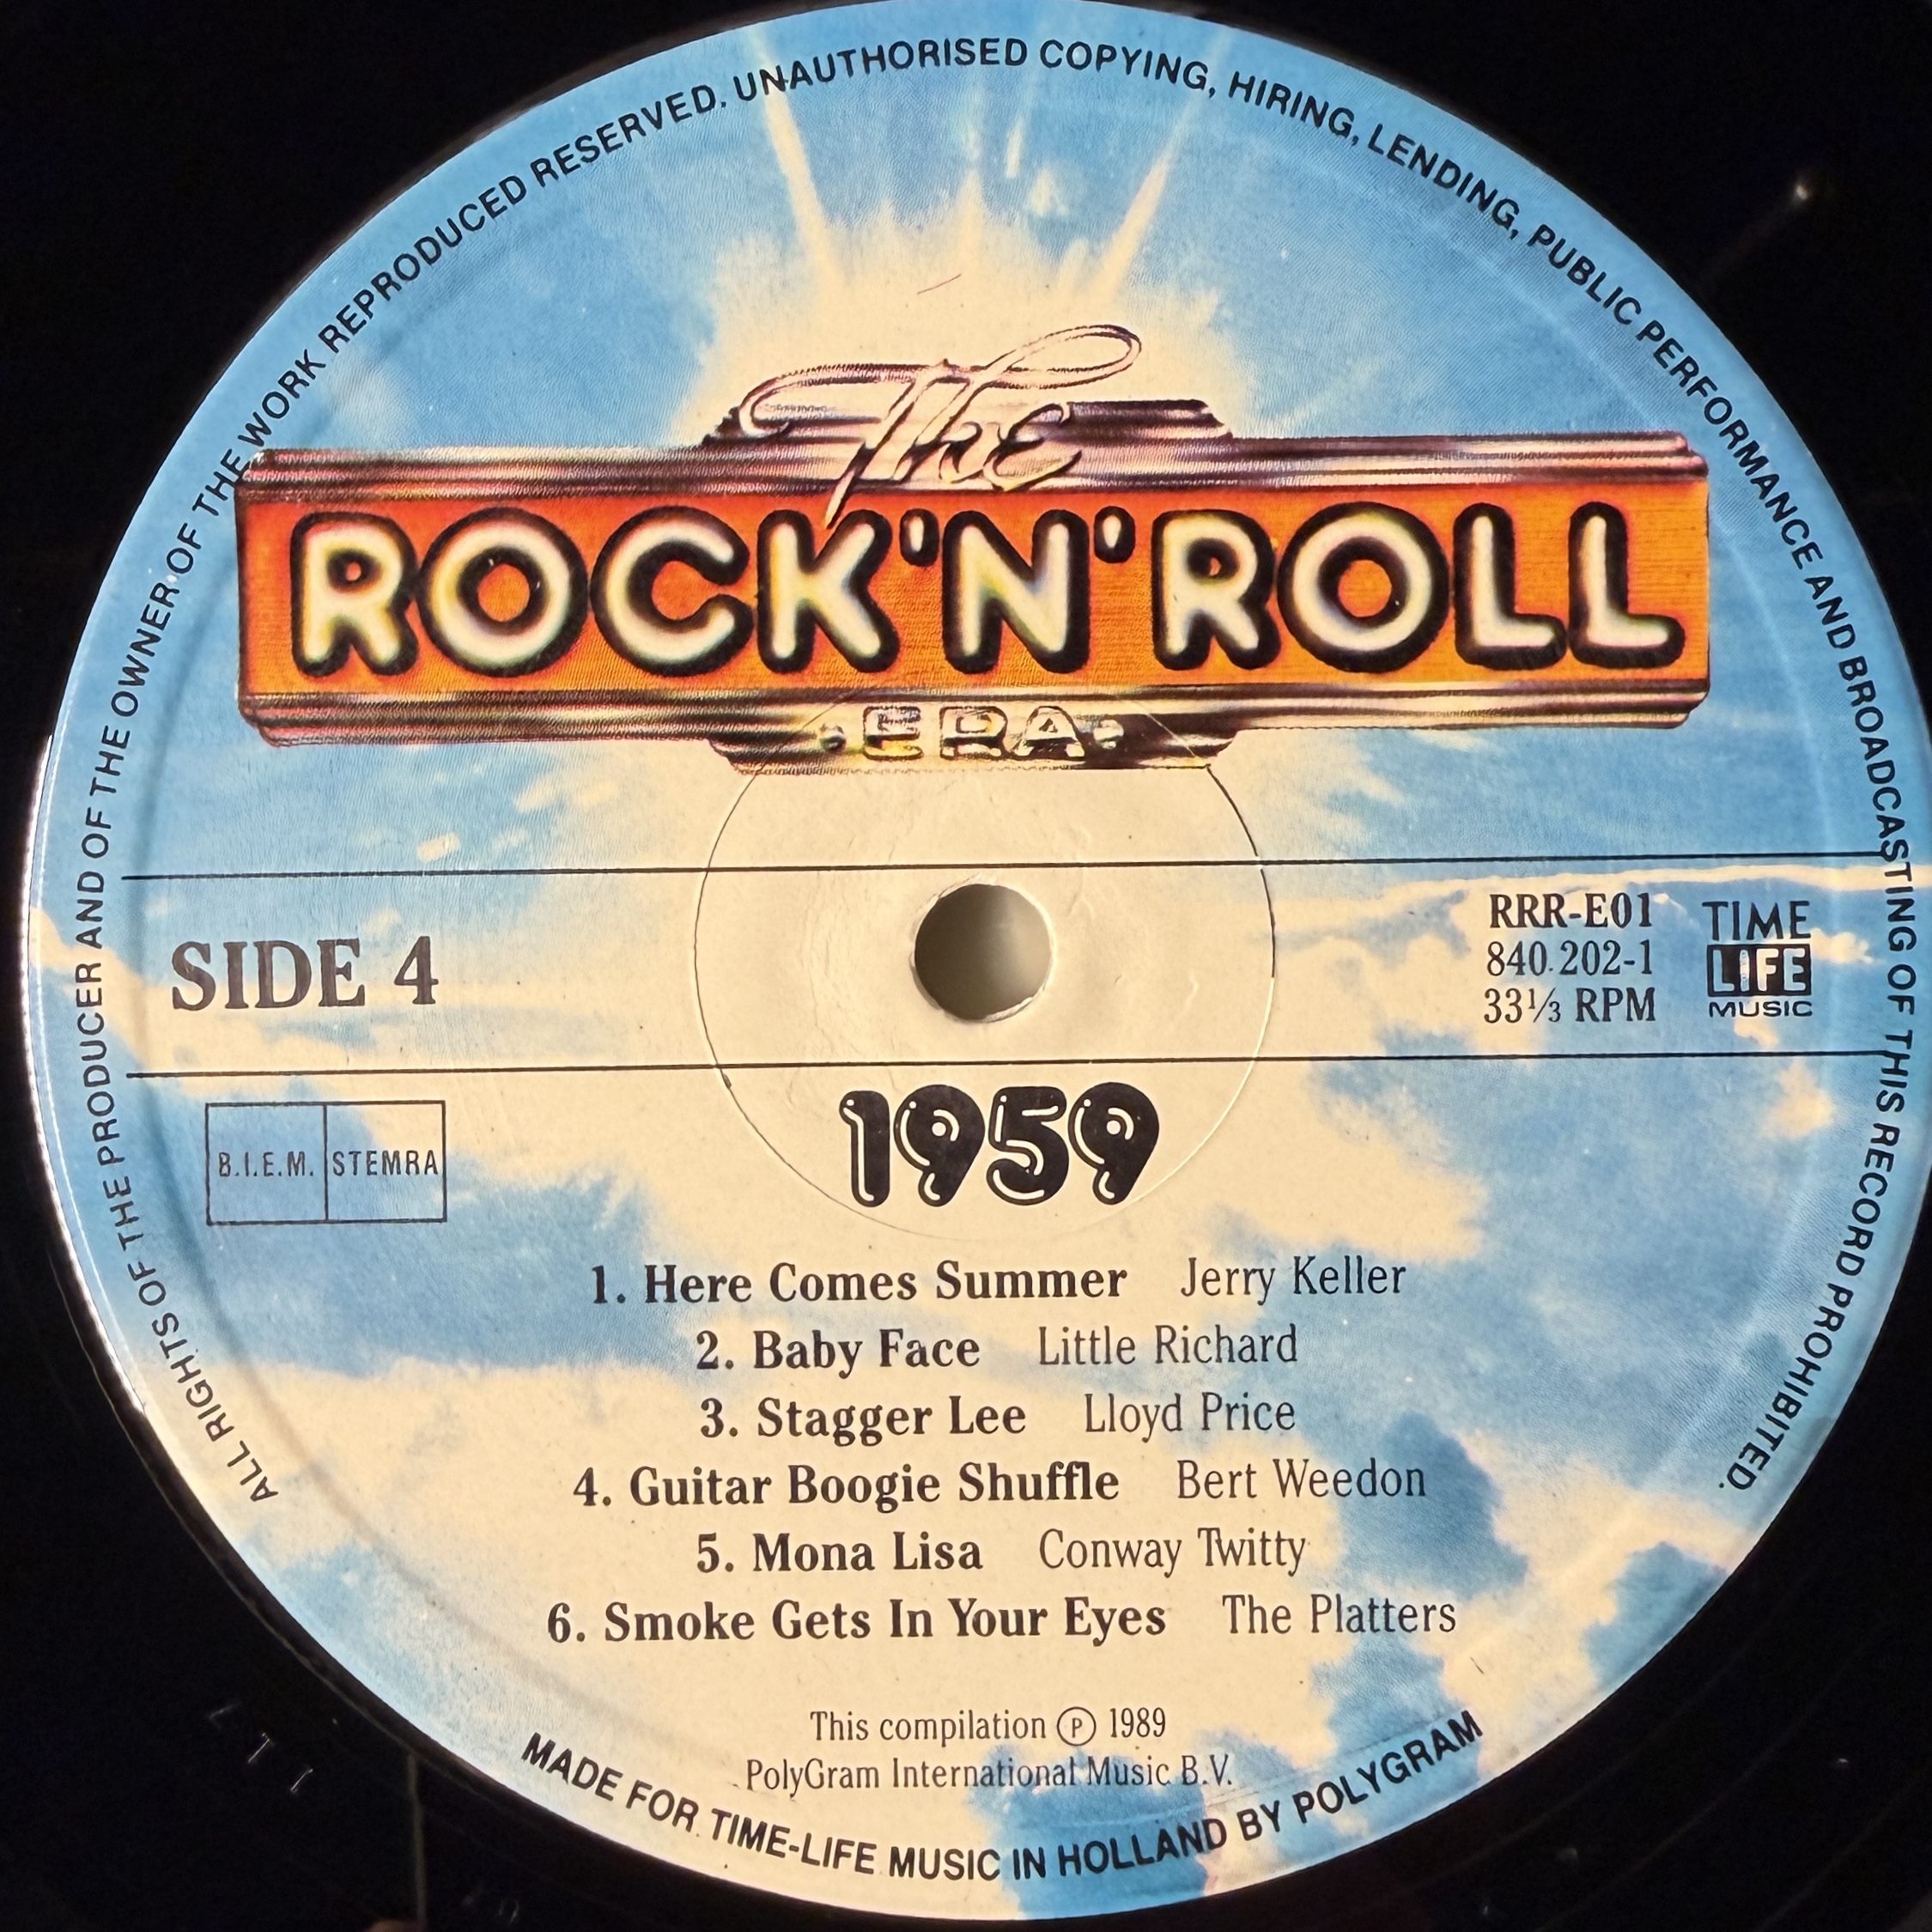 ALL RIGHTS OF THE PRODUCER AND OF THE OWNER OF THE WORK REPRODUCED RESERVED. UNAUTHORISED COPYING, HIRING, LENDING, PUBLIC PERFORMANCE AND BROADCASTING OF THIS RECORD PROHIBITED.
The
ROCK'N'ROLL
·ERA·
SIDE 4
RRR-E01
840 202-1
33⅓ RPM
TIME
LIFE
MUSIC
B.I.E.M. STEMRA
1959
1. Here Comes Summer Jerry Keller
2. Baby Face Little Richard
3. Stagger Lee Lloyd Price
4. Guitar Boogie Shuffle Bert Weedon
5. Mona Lisa Conway Twitty
6. Smoke Gets In Your Eyes The Platters
This compilation ℗ 1989
PolyGram International Music B.V.
MADE FOR TIME-LIFE MUSIC IN HOLLAND BY POLYGRAM